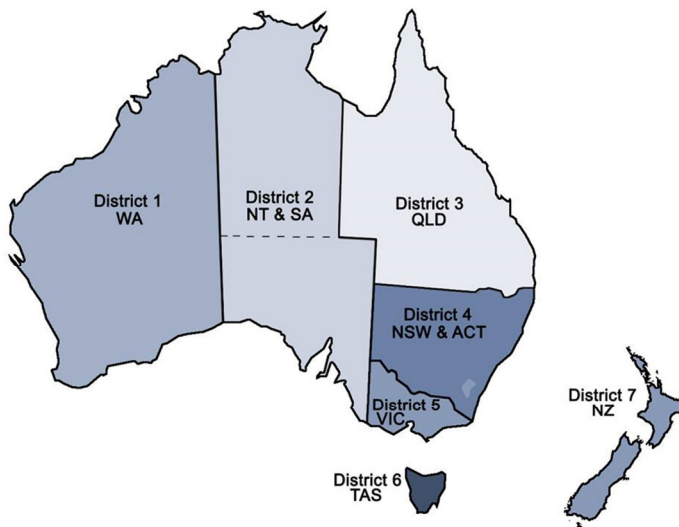 District 1
WA
District 2
NT & SA
District 3
QLD
District 4
NSW & ACT
District 5
VIC
District 6
TAS
District 7
NZ